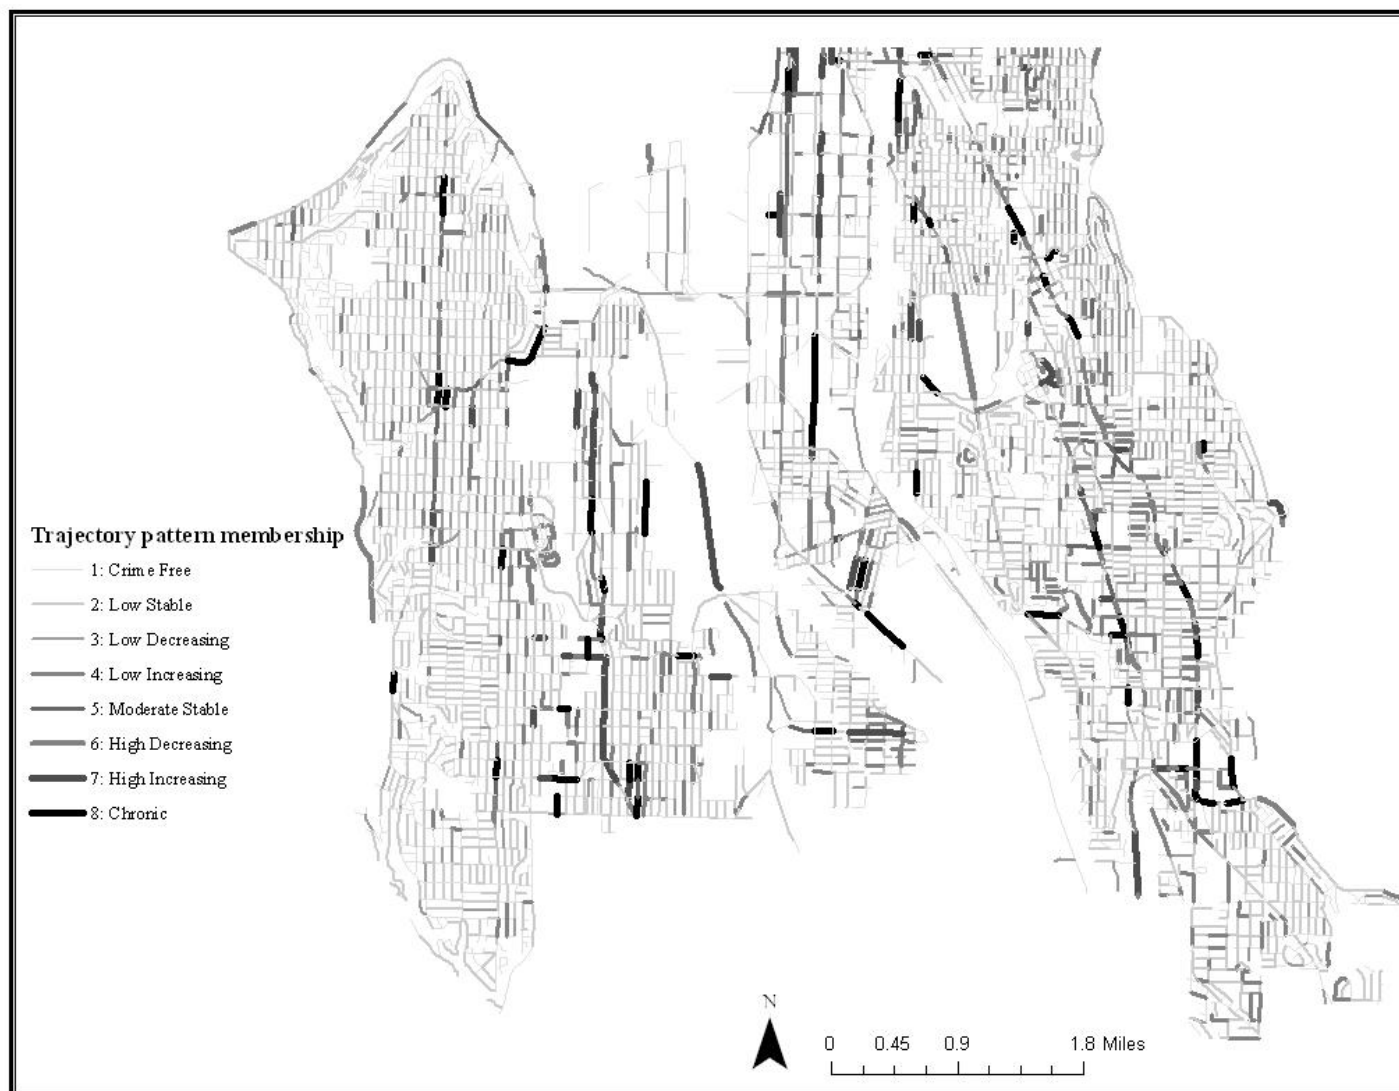 Trajectory pattern membership
1: Crime Free
2: Low Stable
3: Low Decreasing
4: Low Increasing
5: Moderate Stable
6: High Decreasing
7: High Increasing
8: Chronic
N
0 0.45 0.9 1.8 Miles